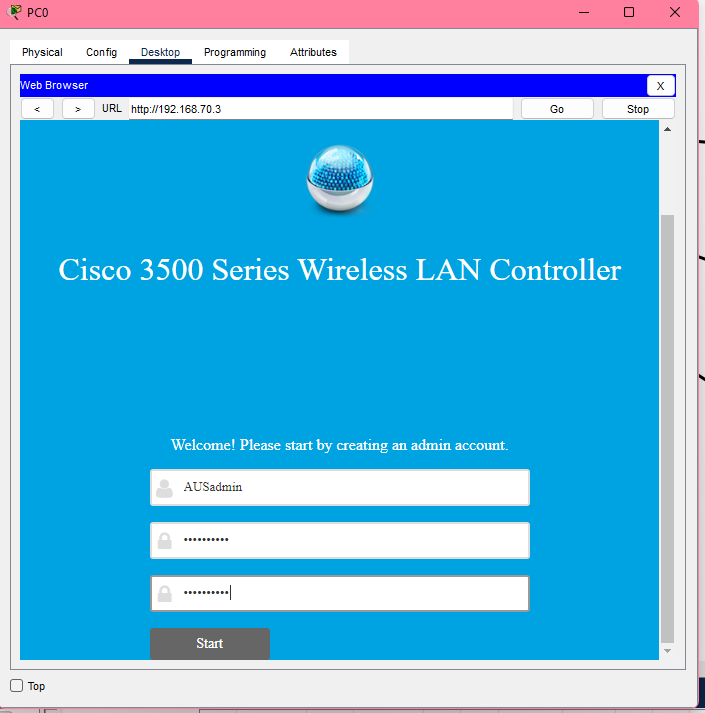 PC0
Physical Config Desktop Programming Attributes
Web Browser X
< > URL http://192.168.70.3 Go Stop
Cisco 3500 Series Wireless LAN Controller
Welcome! Please start by creating an admin account.
AUSadmin
••••••••••
••••••••••
Start
Top